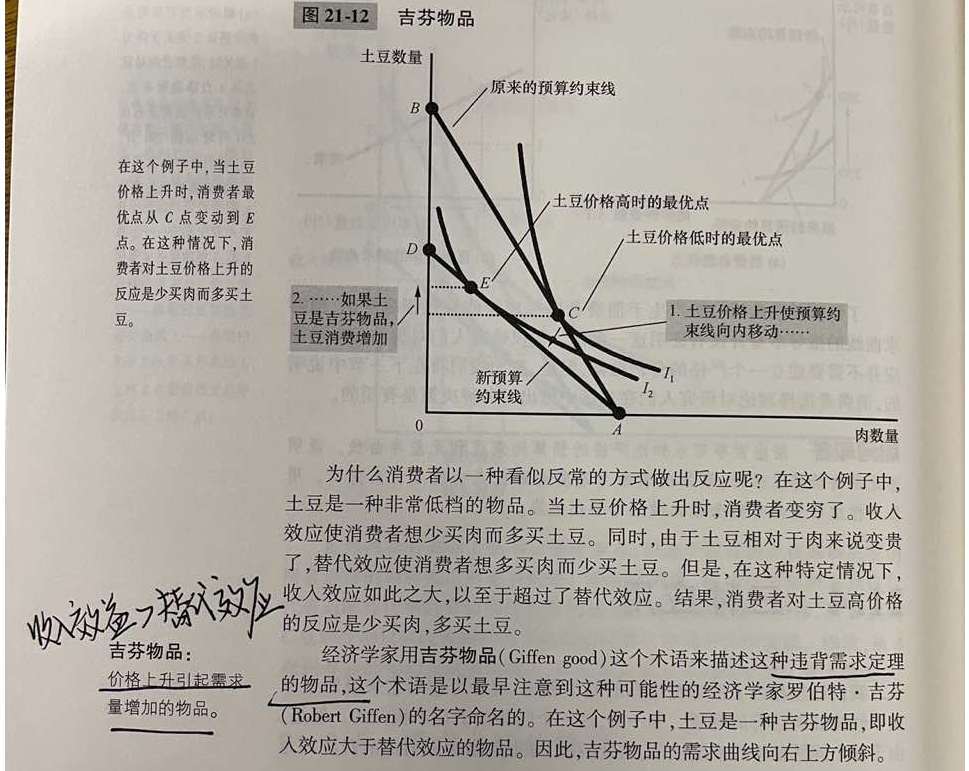 图 21-12 吉芬物品
土豆数量
B
原来的预算约束线
在这个例子中,当土豆
价格上升时,消费者最
优点从 C 点变动到 E
点。在这种情况下,消
费者对土豆价格上升的
反应是少买肉而多买土
豆。
土豆价格高时的最优点
D
土豆价格低时的最优点
E
2. ……如果土
豆是吉芬物品,
土豆消费增加
C
1. 土豆价格上升使预算约
束线向内移动……
新预算
约束线
I₁
I₂
0
A
肉数量
为什么消费者以一种看似反常的方式做出反应呢? 在这个例子中,
土豆是一种非常低档的物品。当土豆价格上升时,消费者变穷了。收入
效应使消费者想少买肉而多买土豆。同时,由于土豆相对于肉来说变贵
了,替代效应使消费者想多买肉而少买土豆。但是,在这种特定情况下,
收入效应如此之大,以至于超过了替代效应。结果,消费者对土豆高价格
的反应是少买肉,多买土豆。
收入效益>替代效应
吉芬物品:
价格上升引起需求
量增加的物品。
经济学家用吉芬物品(Giffen good)这个术语来描述这种违背需求定理
的物品,这个术语是以最早注意到这种可能性的经济学家罗伯特·吉芬
(Robert Giffen)的名字命名的。在这个例子中,土豆是一种吉芬物品,即收
入效应大于替代效应的物品。因此,吉芬物品的需求曲线向右上方倾斜。